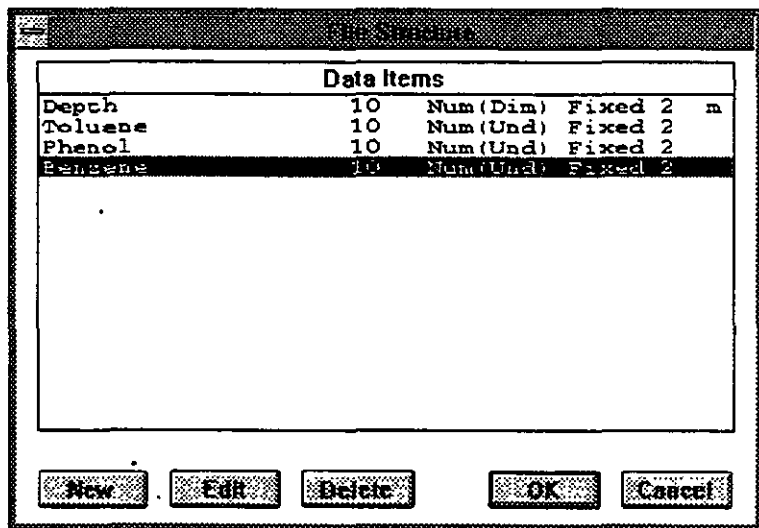 File Structure
Data Items
Depth 10 Num(Dim) Fixed 2 m
Toluene 10 Num(Und) Fixed 2
Phenol 10 Num(Und) Fixed 2
Benzene 10 Num(Und) Fixed 2
New Edit Delete OK Cancel